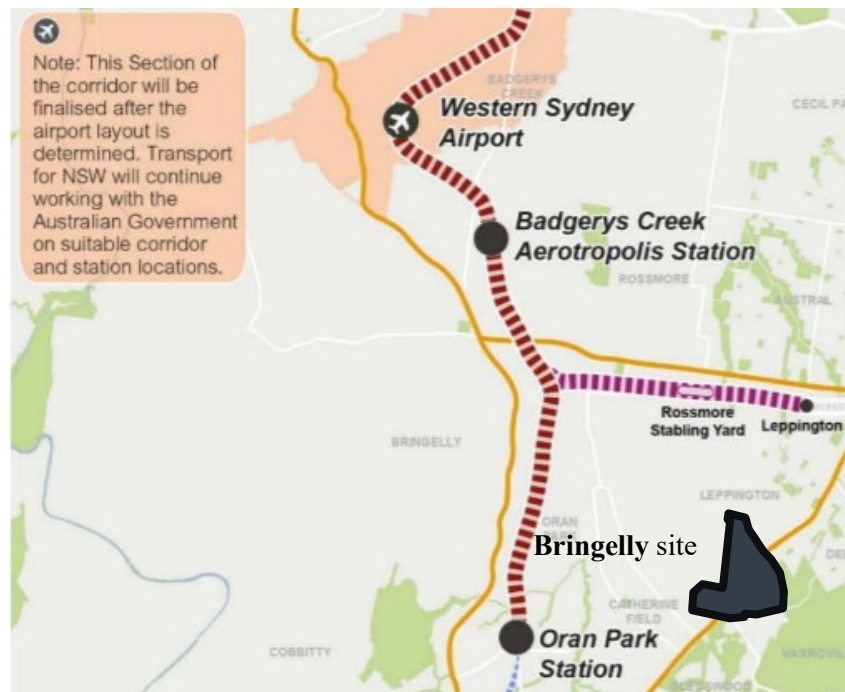 Note: This Section of
the corridor will be
finalised after the
airport layout is
determined. Transport
for NSW will continue
working with the
Australian Government
on suitable corridor
and station locations.
BADGERYS
CREEK
Western Sydney
Airport
CECIL PA
Badgerys Creek
Aerotropolis Station
ROSSMORE
AUSTRAL
Rossmore
Stabling Yard
Leppington
BRINGELLY
LEPPINGTON
ORAN
Bringelly site
CATHERINE
FIELD
COBBITTY
Oran Park
Station
VARROVIL